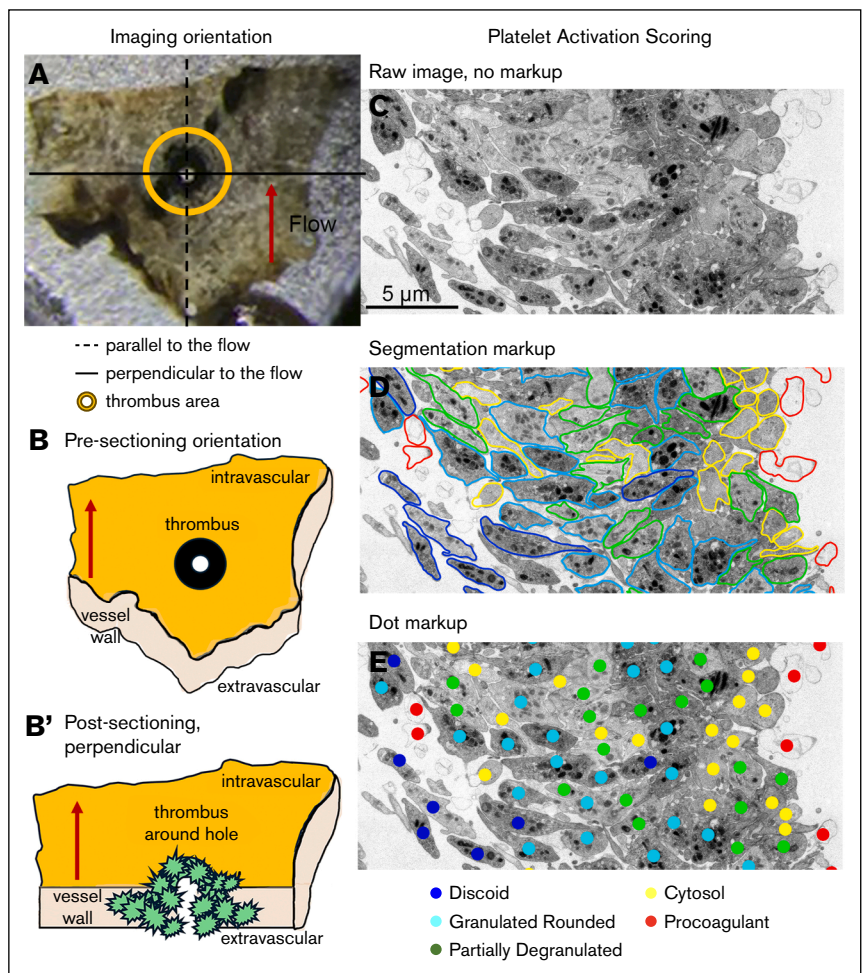 Imaging orientation
Platelet Activation Scoring
A
Flow
parallel to the flow
perpendicular to the flow
thrombus area
B Pre-sectioning orientation
intravascular
thrombus
vessel
wall
extravascular
B' Post-sectioning,
perpendicular
intravascular
thrombus
around hole
vessel
wall
extravascular
Raw image, no markup
C
5 µm
Segmentation markup
D
Dot markup
E
Discoid
Cytosol
Granulated Rounded
Procoagulant
Partially Degranulated